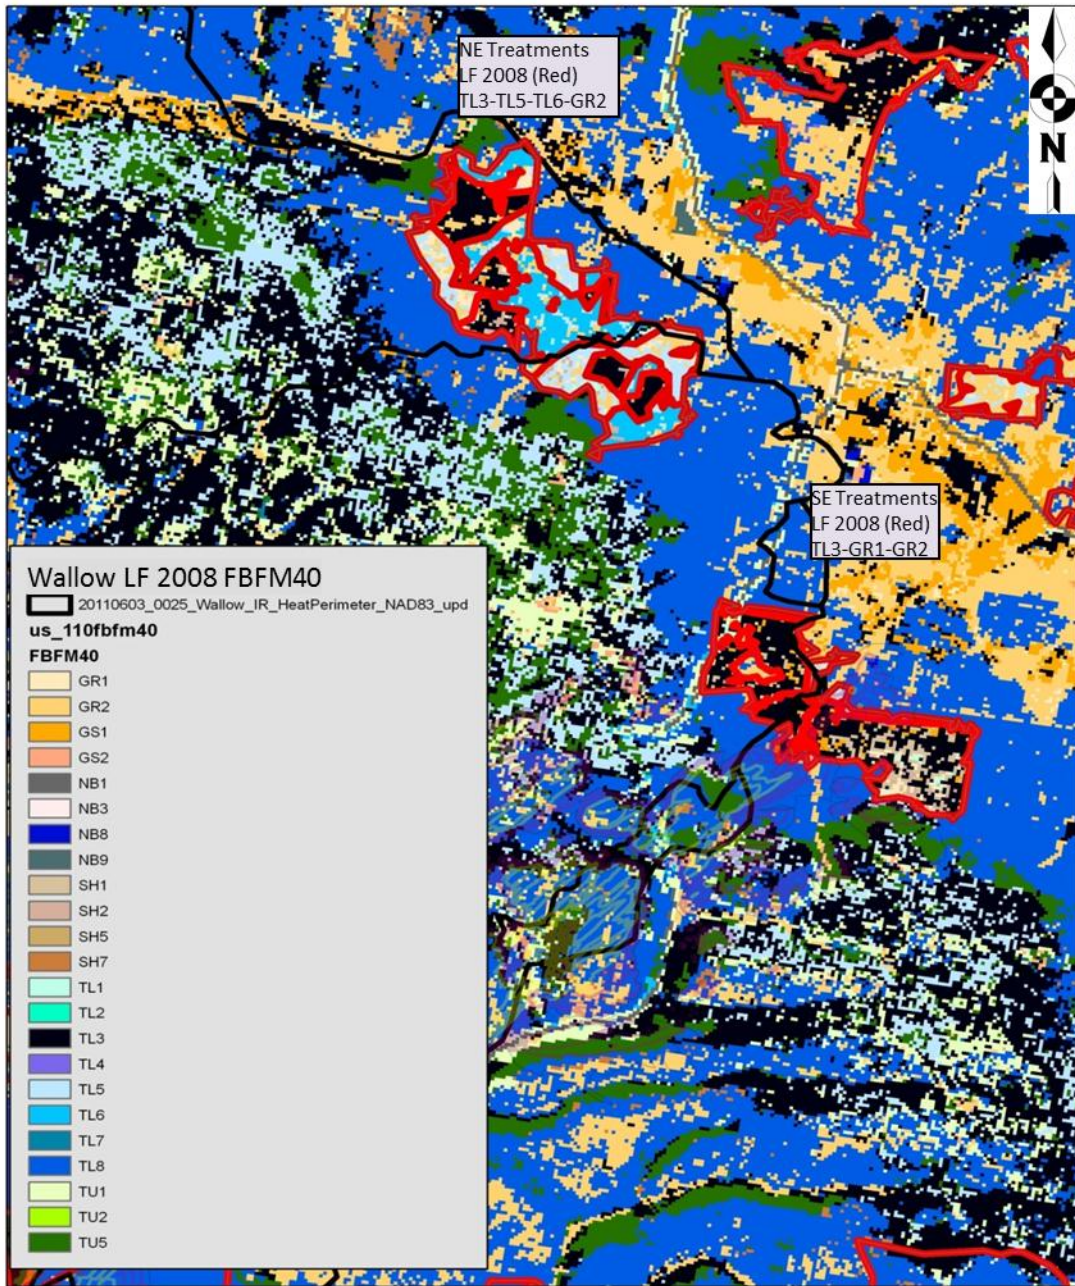 NE Treatments
LF 2008 (Red)
TL3-TL5-TL6-GR2
N
SE Treatments
LF 2008 (Red)
TL3-GR1-GR2
Wallow LF 2008 FBFM40
20110603_0025_Wallow_IR_HeatPerimeter_NAD83_upd
us_110fbfm40
FBFM40
GR1
GR2
GS1
GS2
NB1
NB3
NB8
NB9
SH1
SH2
SH5
SH7
TL1
TL2
TL3
TL4
TL5
TL6
TL7
TL8
TU1
TU2
TU5